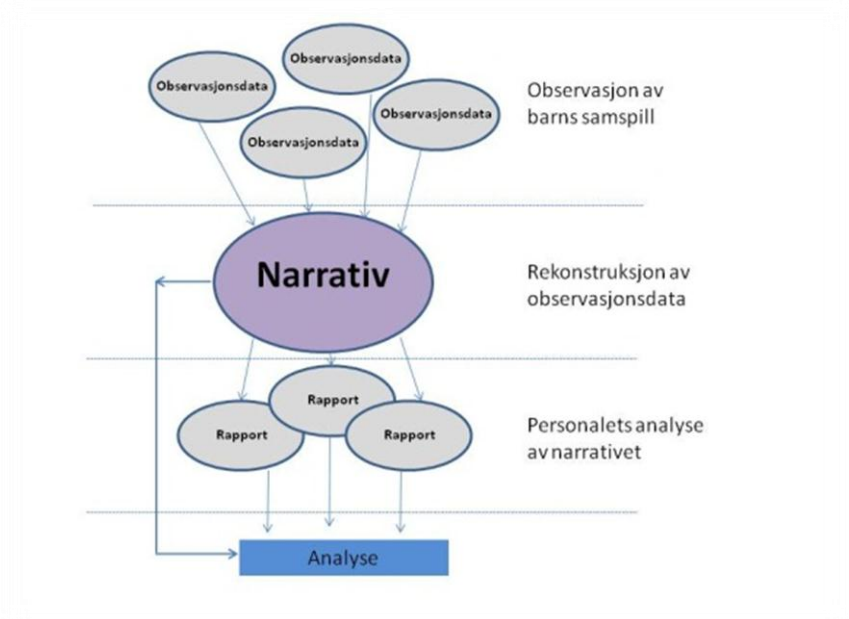 Observasjonsdata
Observasjonsdata
Observasjonsdata
Observasjonsdata
Observasjon av
barns samspill
Narrativ
Rekonstruksjon av
observasjonsdata
Rapport
Rapport
Rapport
Personalets analyse
av narrativet
Analyse